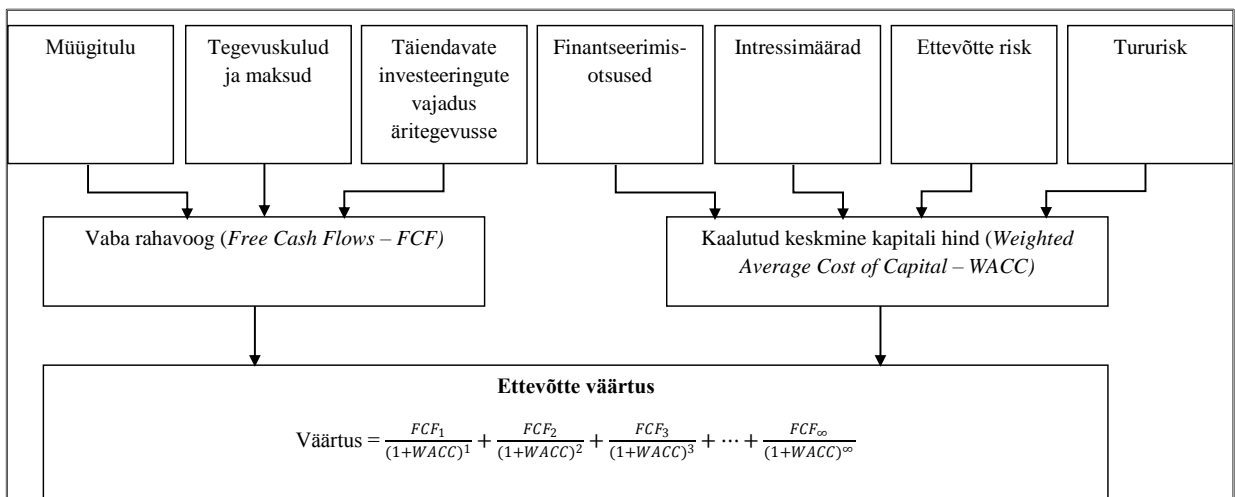 Müügitulu
Tegevuskulud
ja maksud
Täiendavate
investeeringute
vajadus
äritegevusse
Finantseerimis-
otsused
Intressimäärad
Ettevõtte risk
Tururisk
Vaba rahavoog (Free Cash Flows – FCF)
Kaalutud keskmine kapitali hind (Weighted
Average Cost of Capital – WACC)
Ettevõtte väärtus
Väärtus = FCF₁/(1+WACC)¹ + FCF₂/(1+WACC)² + FCF₃/(1+WACC)³ + ⋯ + FCF∞/(1+WACC)^∞